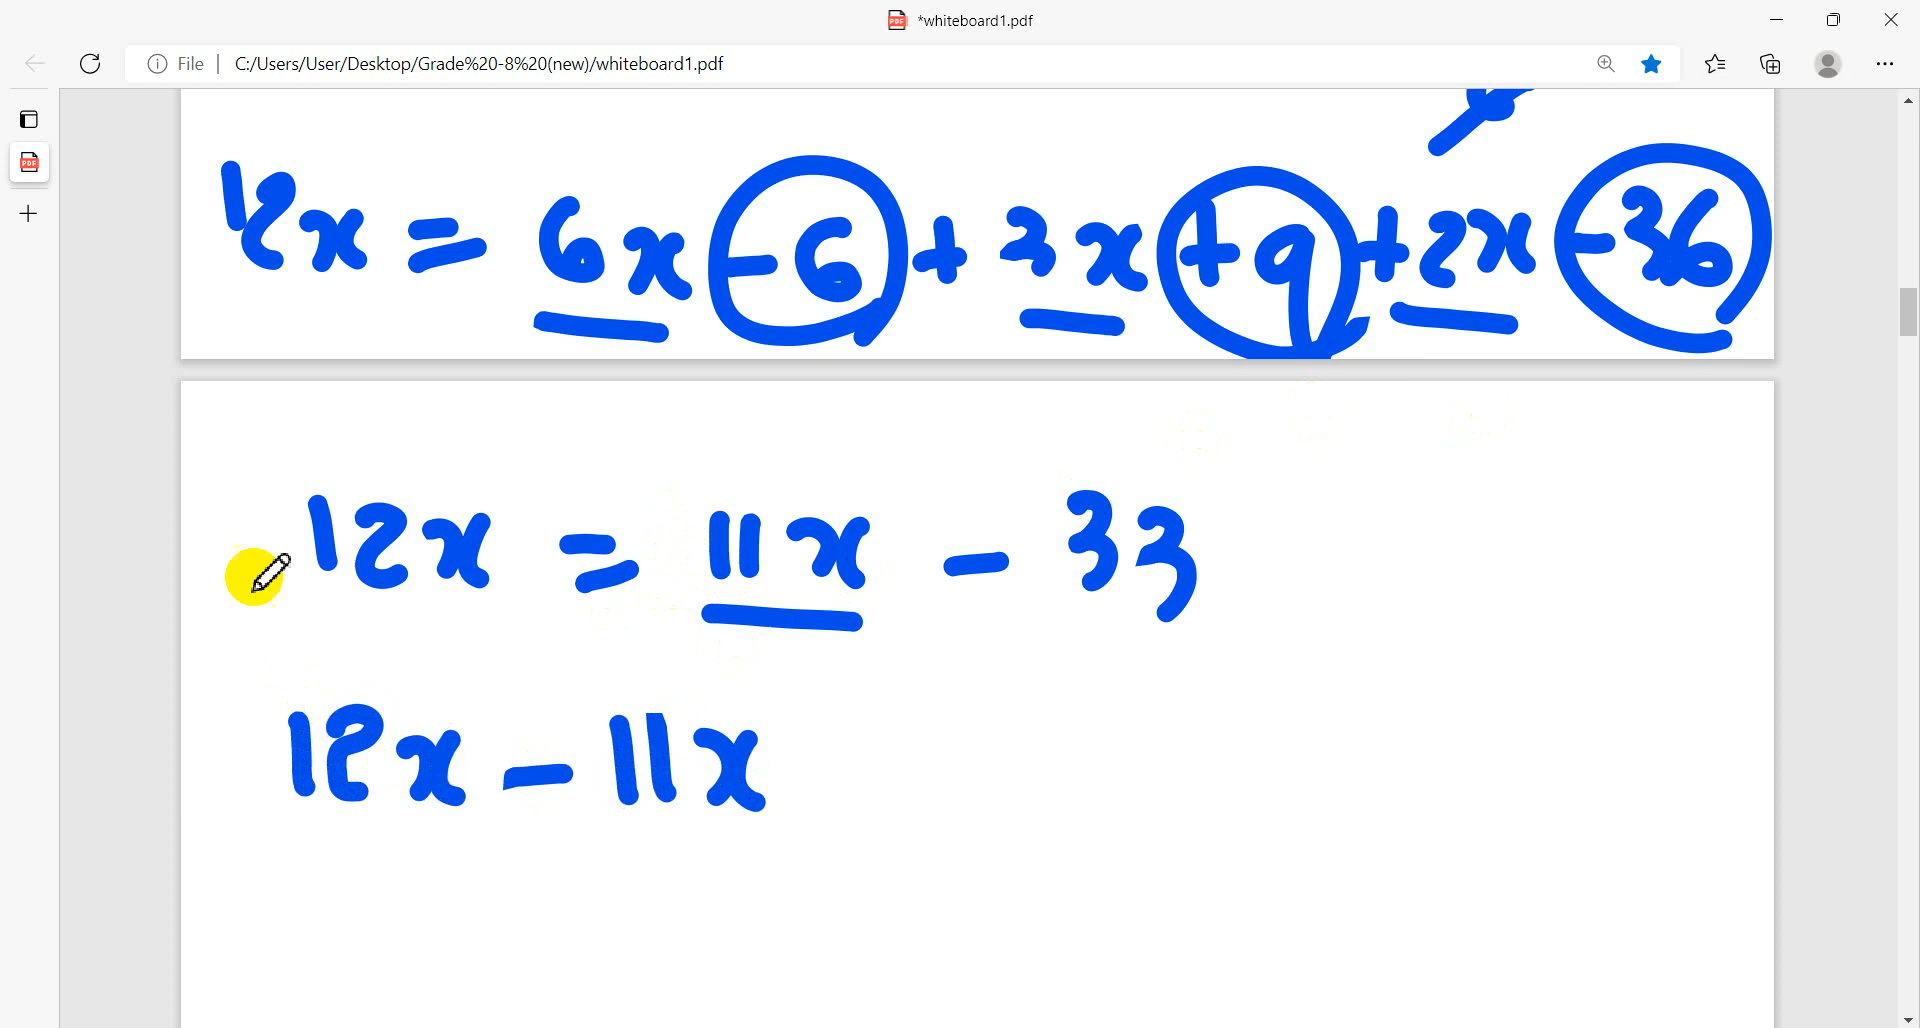 *whiteboard1.pdf
File | C:/Users/User/Desktop/Grade%20-8%20(new)/whiteboard1.pdf
12x = 6x - 6 + 3x + 9 + 2x - 36
12x = 11x - 33
12x - 11x